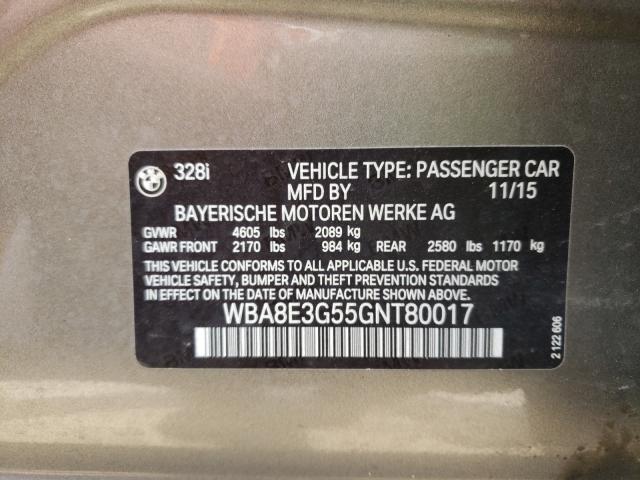 BMW
328i VEHICLE TYPE: PASSENGER CAR
MFD BY 11/15
BAYERISCHE MOTOREN WERKE AG
GVWR 4605 lbs 2089 kg
GAWR FRONT 2170 lbs 984 kg REAR 2580 lbs 1170 kg
THIS VEHICLE CONFORMS TO ALL APPLICABLE U.S. FEDERAL MOTOR
VEHICLE SAFETY, BUMPER, AND THEFT PREVENTION STANDARDS
IN EFFECT ON THE DATE OF MANUFACTURE SHOWN ABOVE.
WBA8E3G55GNT80017
2 122 606